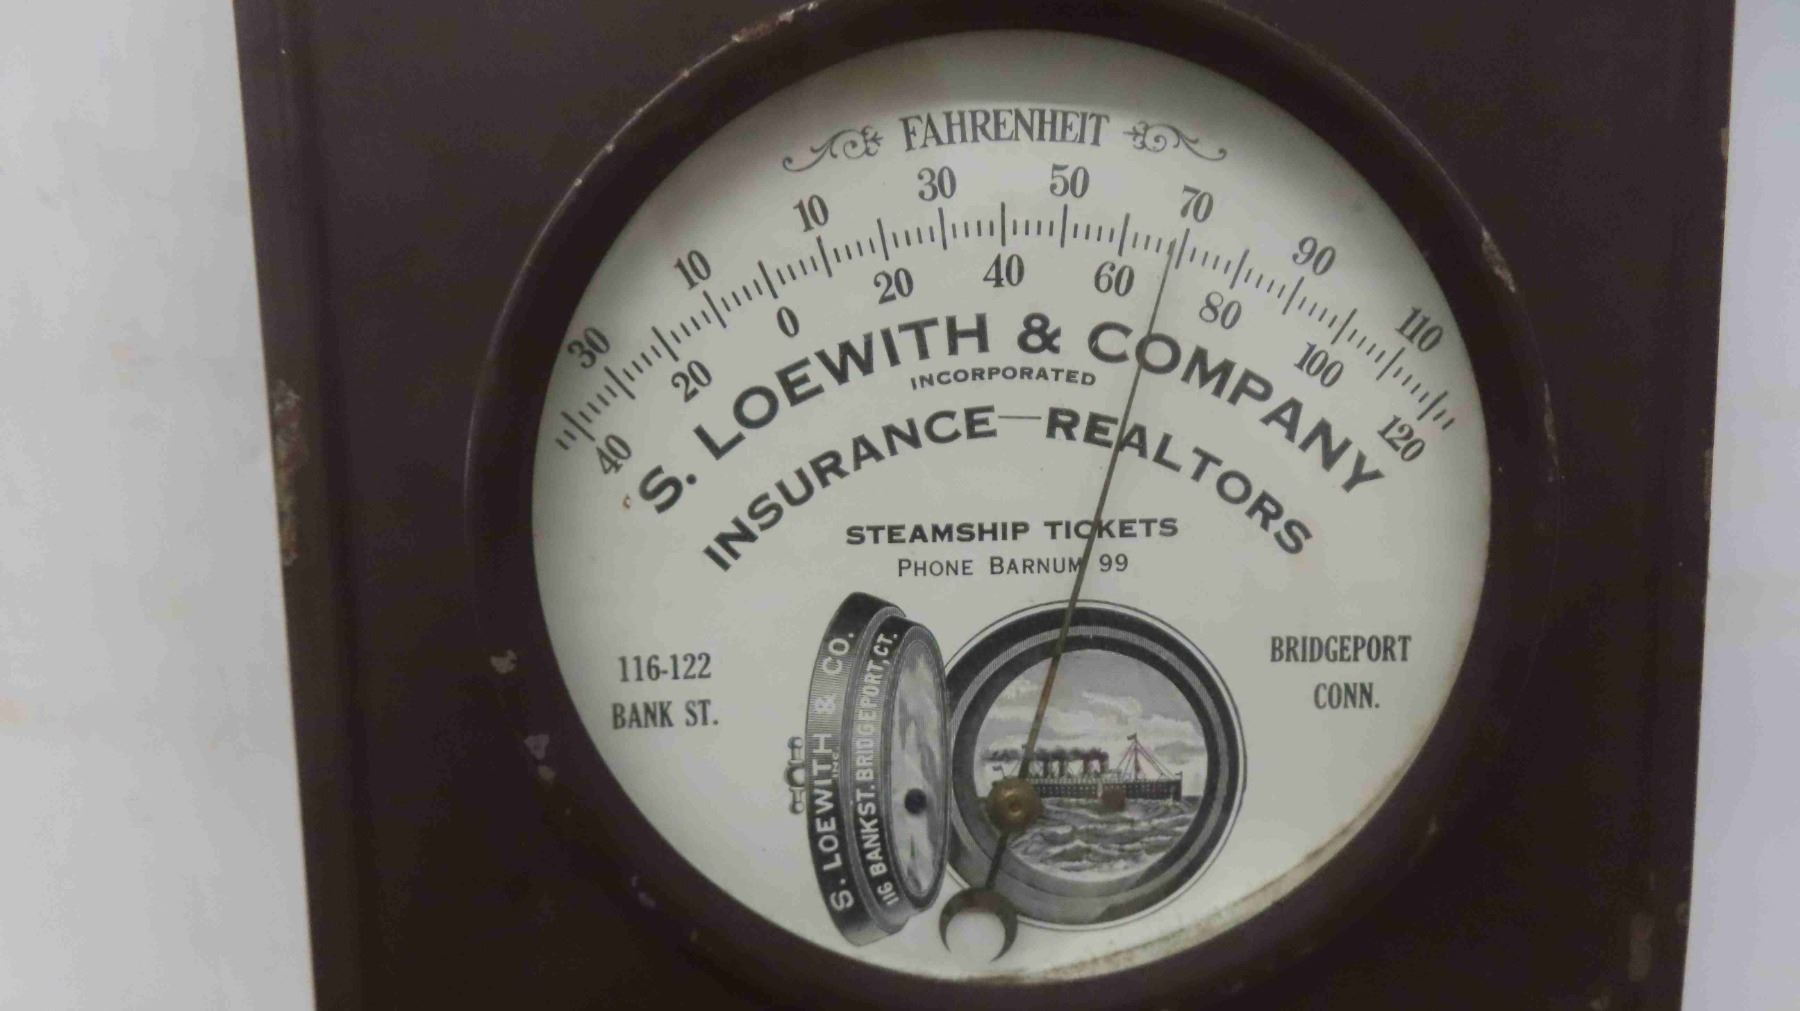 FAHRENHEIT
30 10 10 30 50 70 90 110
40 20 0 20 40 60 80 100 120
S. LOEWITH & COMPANY
INCORPORATED
INSURANCE—REALTORS
STEAMSHIP TICKETS
PHONE BARNUM 99
116-122
BANK ST.
BRIDGEPORT
CONN.
S. LOEWITH & CO.
INC.
116 BANK ST. BRIDGEPORT, CT.